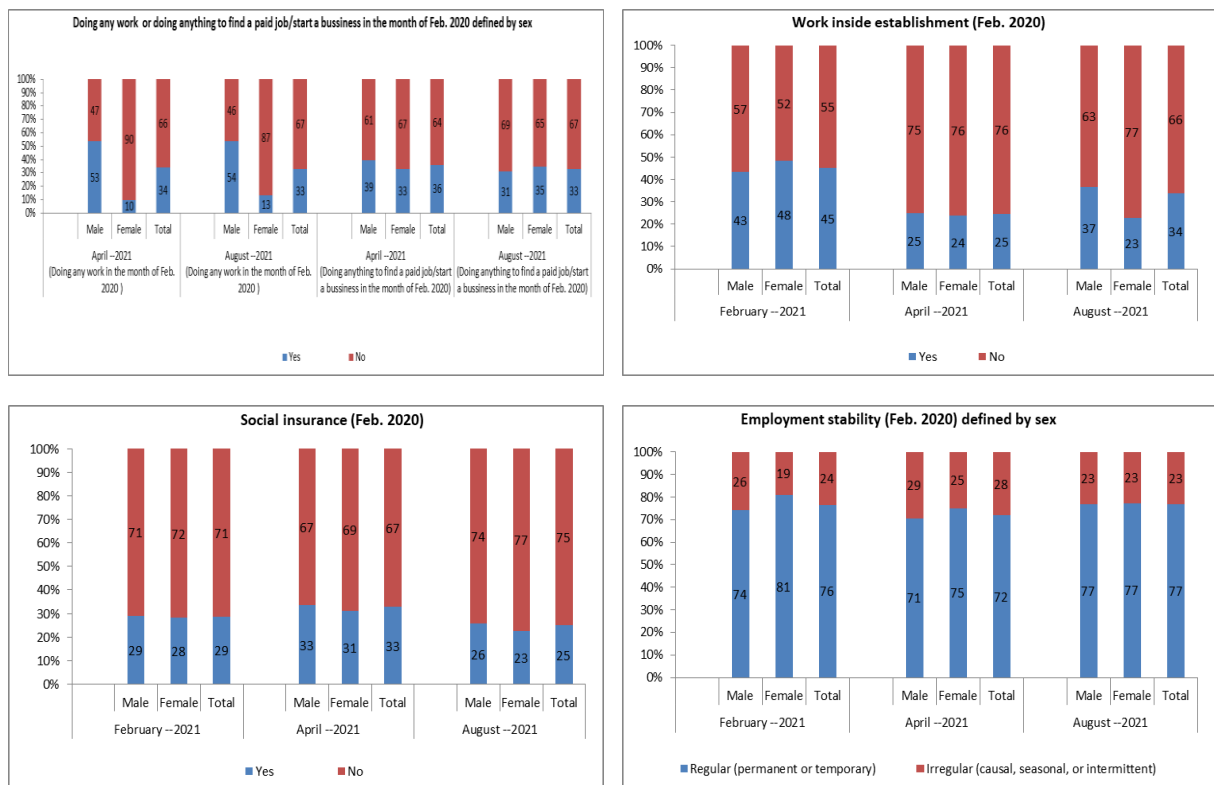 Doing any work or doing anything to find a paid job/start a bussiness in the month of Feb. 2020 defined by sex
100%
90%
80%
70%
60%
50%
40%
30%
20%
10%
0%
47 90 66 46 87 67 61 67 64 69 65 67
53 10 34 54 13 33 39 33 36 31 35 33
Male Female Total Male Female Total Male Female Total Male Female Total
April --2021
(Doing any work in the month of Feb.
2020 )
August --2021
(Doing any work in the month of Feb.
2020 )
April --2021
(Doing anything to find a paid job/start
a bussiness in the month of Feb. 2020)
August --2021
(Doing anything to find a paid job/start
a bussiness in the month of Feb. 2020)
Yes No
Work inside establishment (Feb. 2020)
100%
90%
80%
70%
60%
50%
40%
30%
20%
10%
0%
57 52 55 75 76 76 63 77 66
43 48 45 25 24 25 37 23 34
Male Female Total Male Female Total Male Female Total
February --2021 April --2021 August --2021
Yes No
Social insurance (Feb. 2020)
100%
90%
80%
70%
60%
50%
40%
30%
20%
10%
0%
71 72 71 67 69 67 74 77 75
29 28 29 33 31 33 26 23 25
Male Female Total Male Female Total Male Female Total
February --2021 April --2021 August --2021
Yes No
Employment stability (Feb. 2020) defined by sex
100%
90%
80%
70%
60%
50%
40%
30%
20%
10%
0%
26 19 24 29 25 28 23 23 23
74 81 76 71 75 72 77 77 77
Male Female Total Male Female Total Male Female Total
February --2021 April --2021 August --2021
Regular (permanent or temporary) Irregular (causal, seasonal, or intermittent)